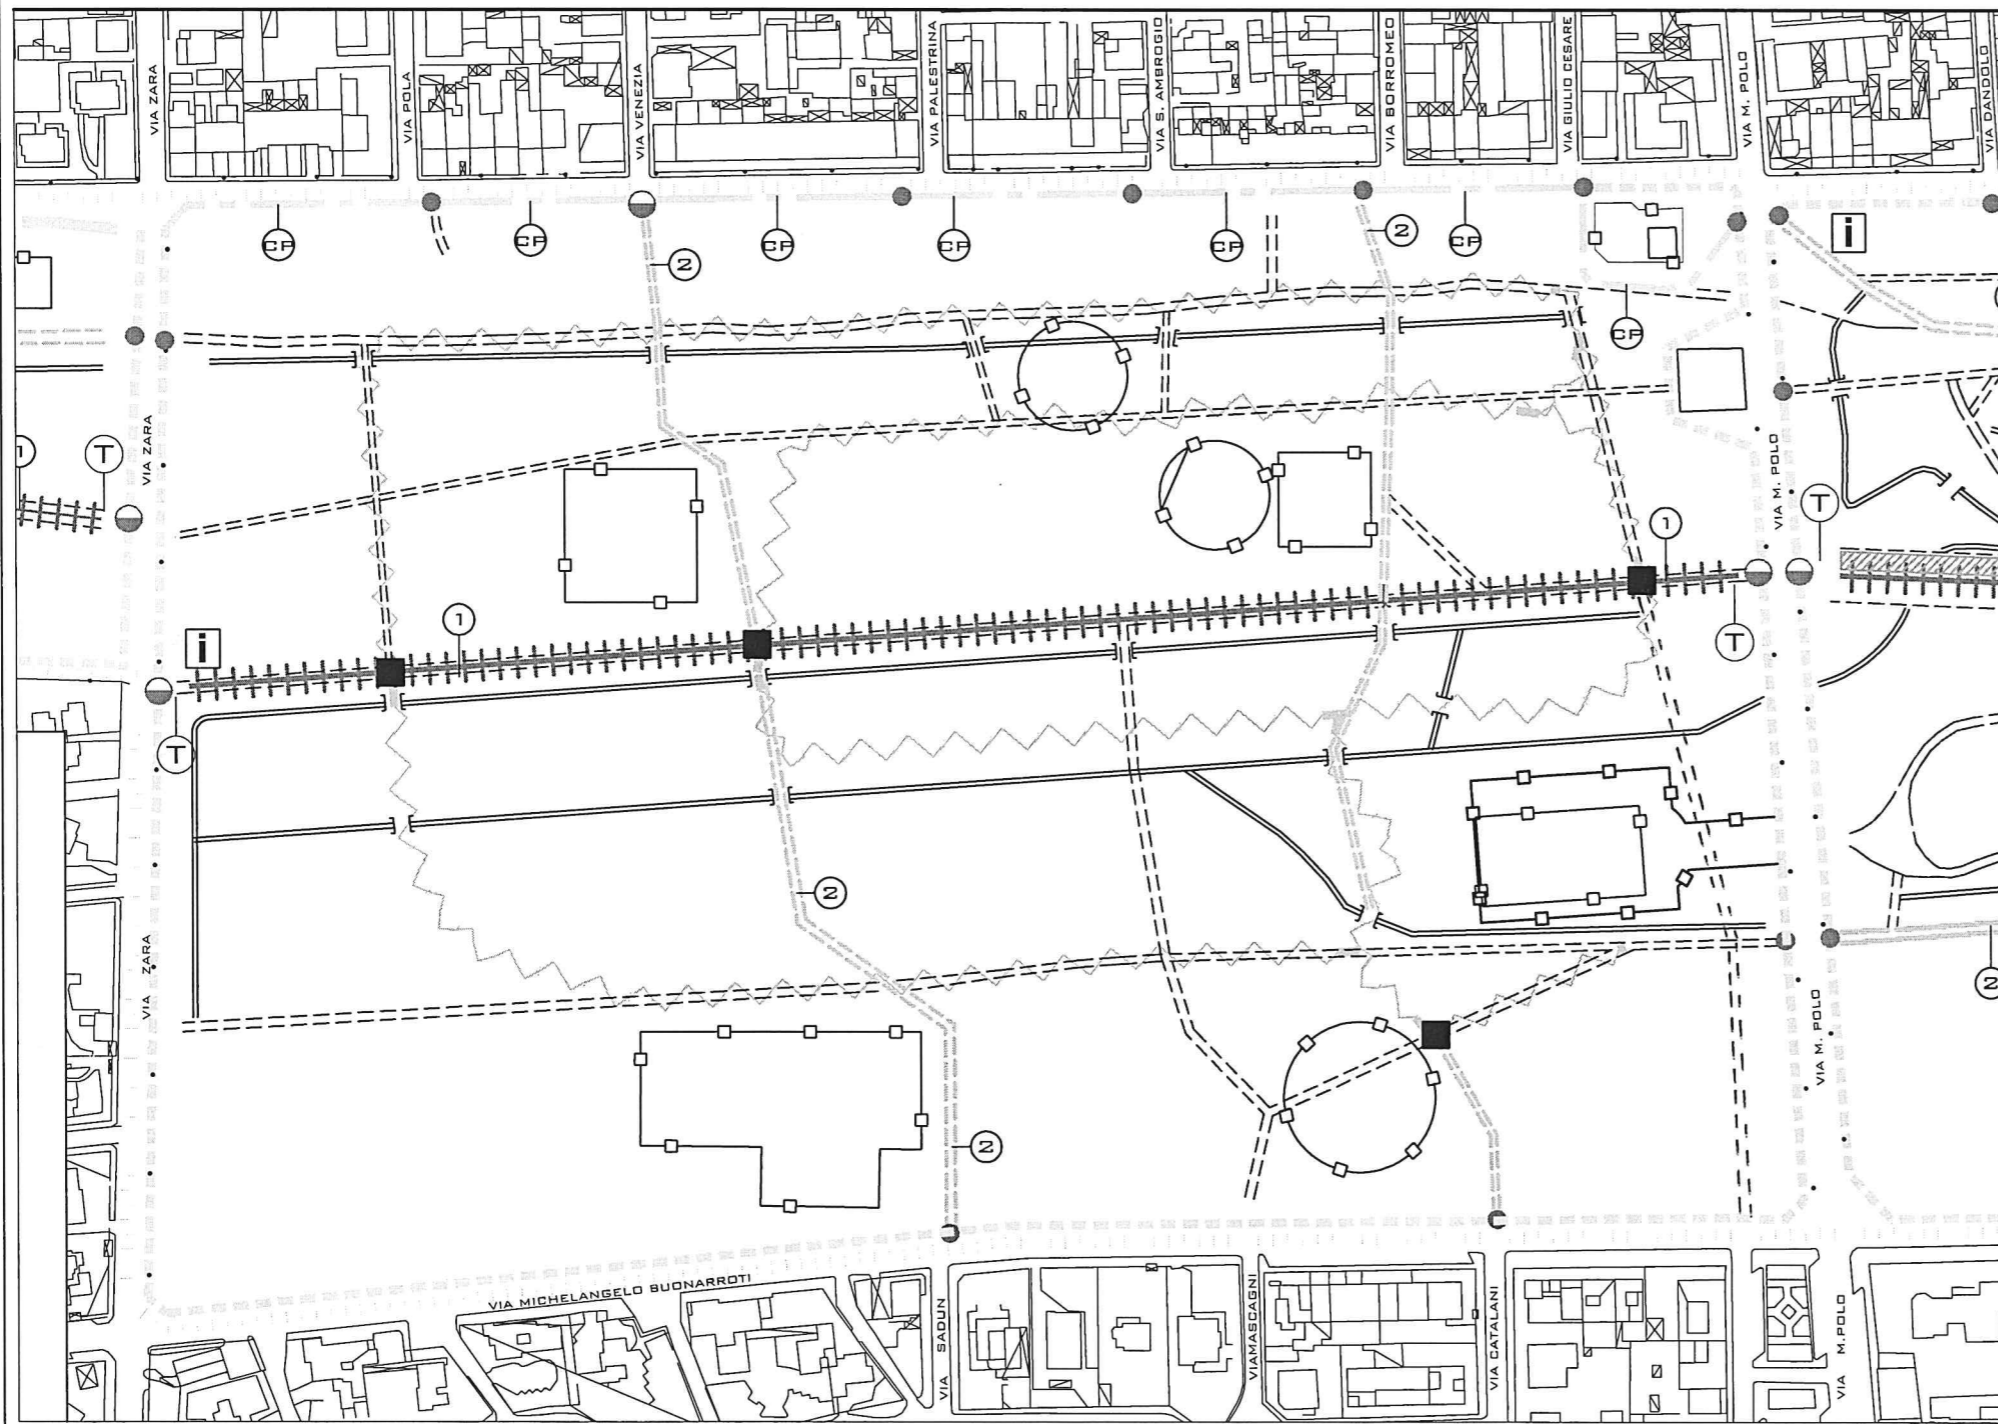 VIA ZARA
VIA POLA
VIA VENEZIA
VIA PALESTRINA
VIA S. AMBROGIO
VIA BORROMEO
VIA GIULIO CESARE
VIA M. POLO
VIA DANDOLO
CP
CP
CP
CP
CP
CP
2
2
i
CP
VIA ZARA
1
T
VIA M. POLO
T
1
1
i
T
T
2
VIA ZARA
2
VIA M. POLO
2
VIA MICHELANGELO BUONARROTI
VIA SADUN
VIAMASCAGNI
VIA CATALANI
VIA M.POLO